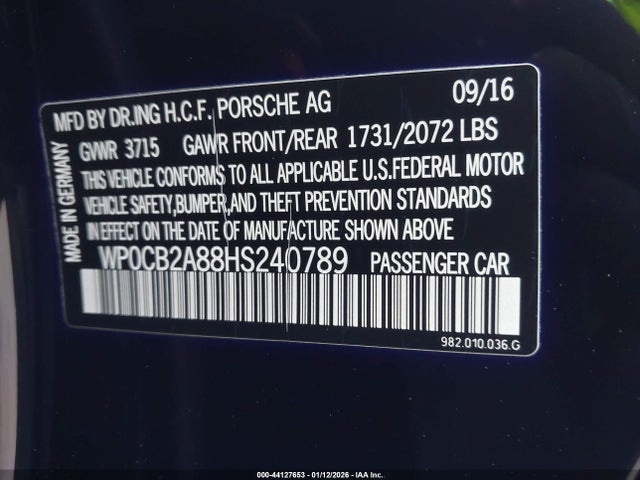 MFD BY DR.ING H.C.F. PORSCHE AG 09/16
GVWR 3715 GAWR FRONT/REAR 1731/2072 LBS
THIS VEHICLE CONFORMS TO ALL APPLICABLE U.S.FEDERAL MOTOR
VEHICLE SAFETY,BUMPER,AND THEFT PREVENTION STANDARDS
IN EFFECT ON THE DATE OF MANUFACTURE SHOWN ABOVE
WP0CB2A88HS240789 PASSENGER CAR
MADE IN GERMANY
982.010.036.G
000-44127653 - 01/12/2026 - IAA Inc.